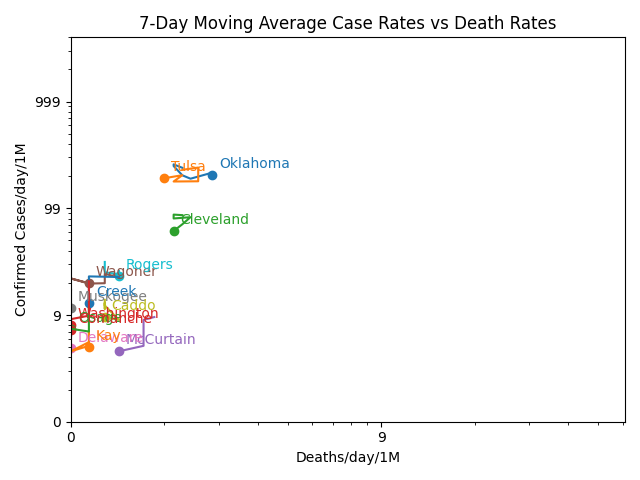 7-Day Moving Average Case Rates vs Death Rates
999
99
9
0
Confirmed Cases/day/1M
Tulsa
Oklahoma
Cleveland
Rogers
Wagoner
Creek
Muskogee
Caddo
Washington
Comanche
Kay
Delaware
McCurtain
0
9
Deaths/day/1M